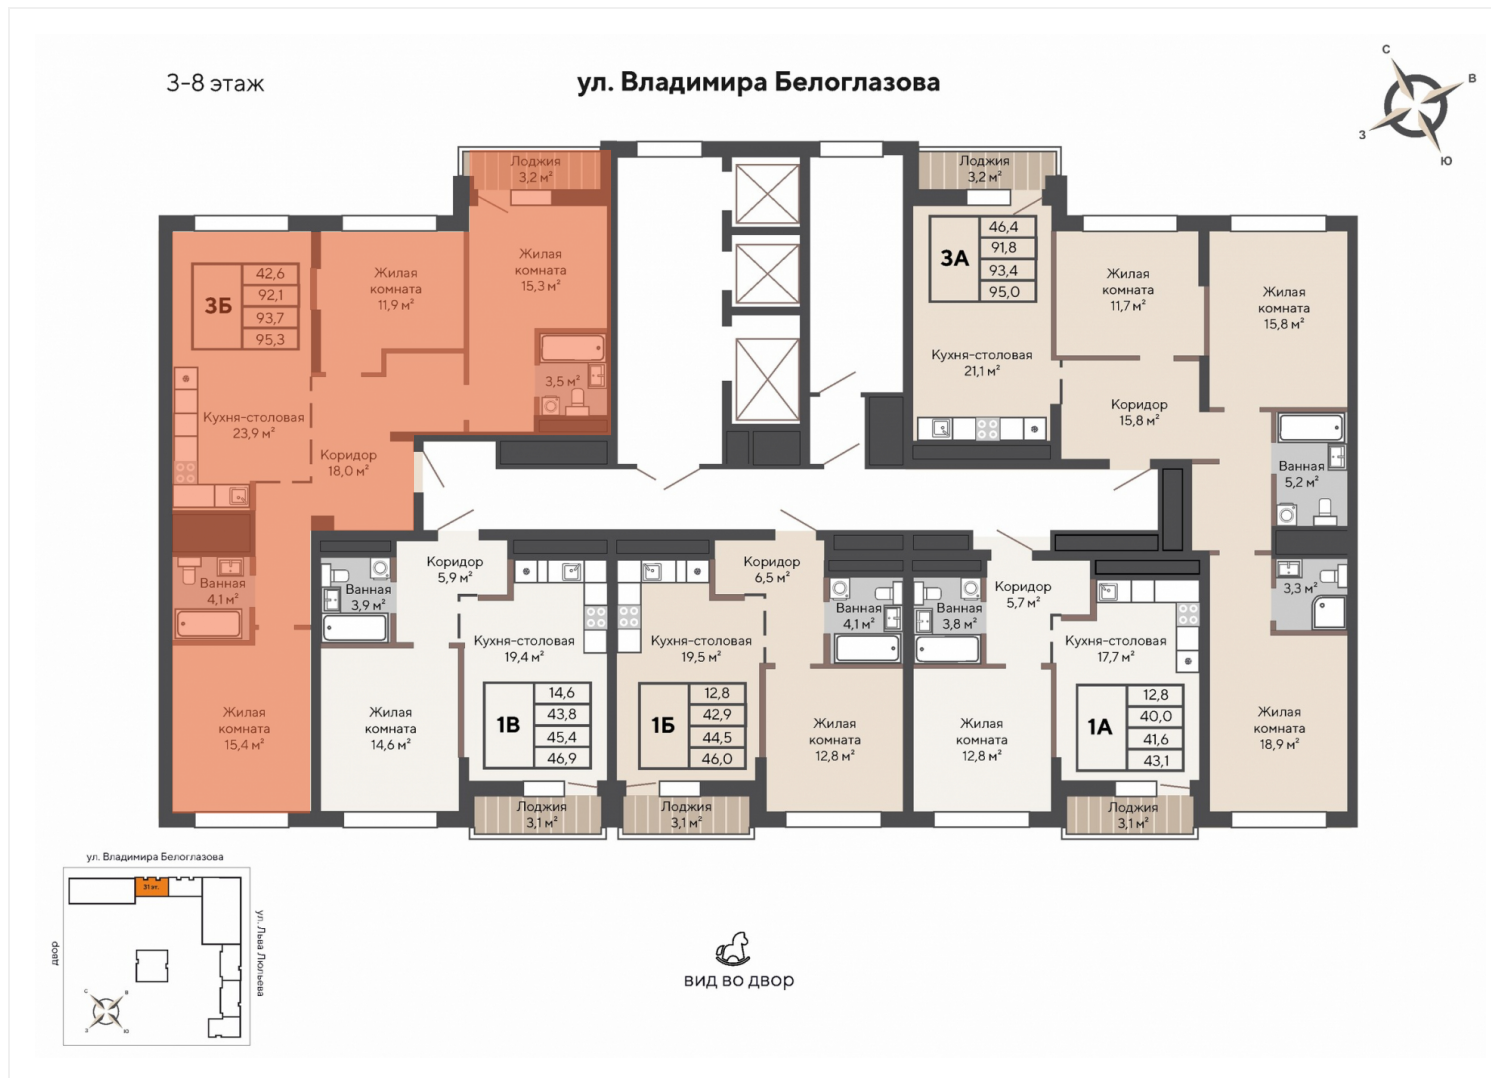 3-8 этаж
ул. Владимира Белоглазова
С
В
З
Ю
Лоджия
3,2 м²
Жилая
комната
15,3 м²
Жилая
комната
11,9 м²
3Б
42,6
92,1
93,7
95,3
3,5 м²
Кухня-столовая
23,9 м²
Коридор
18,0 м²
Ванная
4,1 м²
Жилая
комната
15,4 м²
Лоджия
3,2 м²
3А
46,4
91,8
93,4
95,0
Кухня-столовая
21,1 м²
Жилая
комната
11,7 м²
Жилая
комната
15,8 м²
Коридор
15,8 м²
Ванная
5,2 м²
3,3 м²
Жилая
комната
18,9 м²
Коридор
5,9 м²
Ванная
3,9 м²
Кухня-столовая
19,4 м²
Жилая
комната
14,6 м²
1В
14,6
43,8
45,4
46,9
Лоджия
3,1 м²
Коридор
6,5 м²
Ванная
4,1 м²
Кухня-столовая
19,5 м²
1Б
12,8
42,9
44,5
46,0
Жилая
комната
12,8 м²
Лоджия
3,1 м²
Коридор
5,7 м²
Ванная
3,8 м²
Кухня-столовая
17,7 м²
Жилая
комната
12,8 м²
1А
12,8
40,0
41,6
43,1
Лоджия
3,1 м²
ул. Владимира Белоглазова
31 эт.
двор
ул. Льва Люльева
С
В
З
Ю
вид во двор